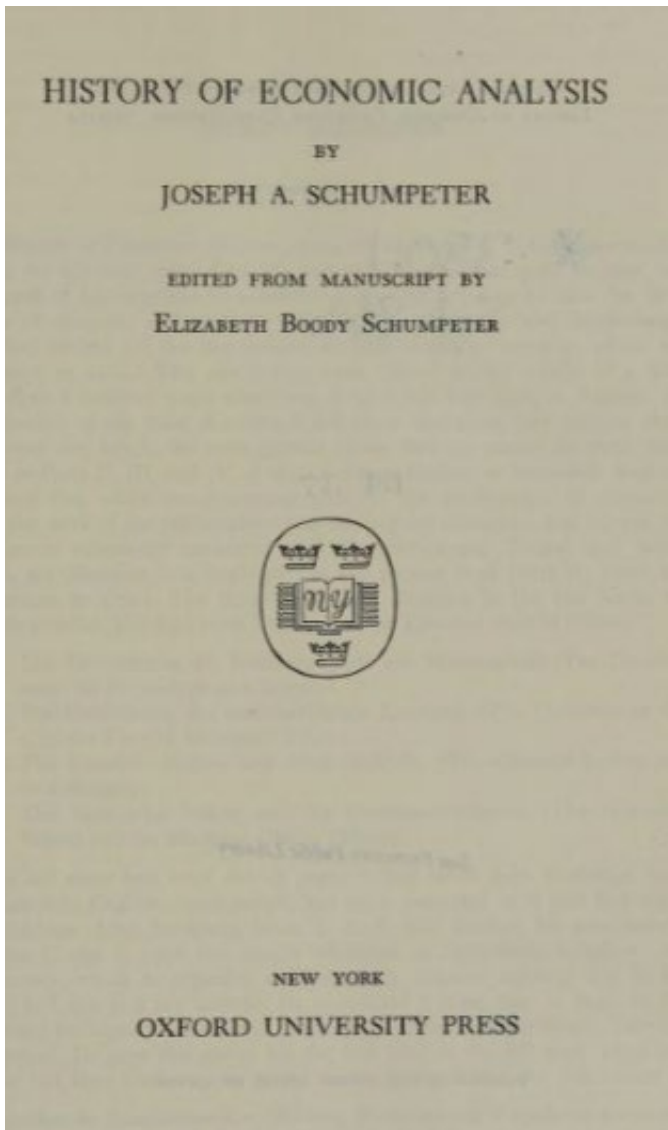 HISTORY OF ECONOMIC ANALYSIS
BY
JOSEPH A. SCHUMPETER
EDITED FROM MANUSCRIPT BY
ELIZABETH BOODY SCHUMPETER
NY
NEW YORK
OXFORD UNIVERSITY PRESS